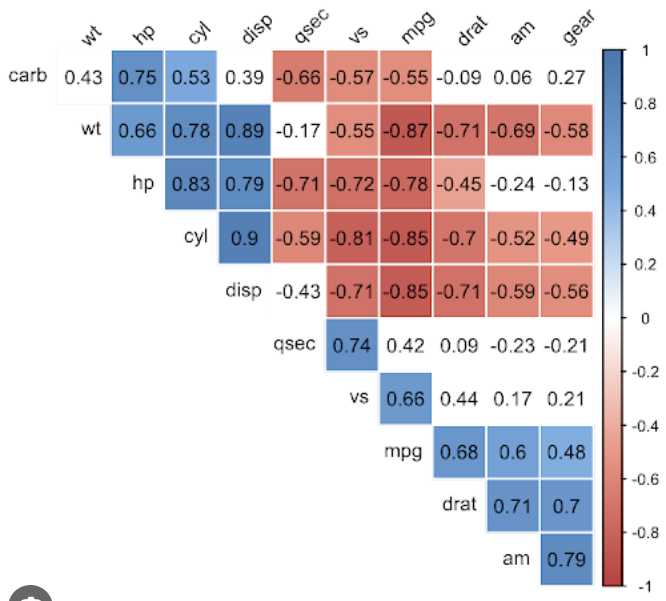 wt hp cyl disp qsec vs mpg drat am gear
carb 0.43 0.75 0.53 0.39 -0.66 -0.57 -0.55 -0.09 0.06 0.27
wt 0.66 0.78 0.89 -0.17 -0.55 -0.87 -0.71 -0.69 -0.58
hp 0.83 0.79 -0.71 -0.72 -0.78 -0.45 -0.24 -0.13
cyl 0.9 -0.59 -0.81 -0.85 -0.7 -0.52 -0.49
disp -0.43 -0.71 -0.85 -0.71 -0.59 -0.56
qsec 0.74 0.42 0.09 -0.23 -0.21
vs 0.66 0.44 0.17 0.21
mpg 0.68 0.6 0.48
drat 0.71 0.7
am 0.79
1
0.8
0.6
0.4
0.2
0
-0.2
-0.4
-0.6
-0.8
-1